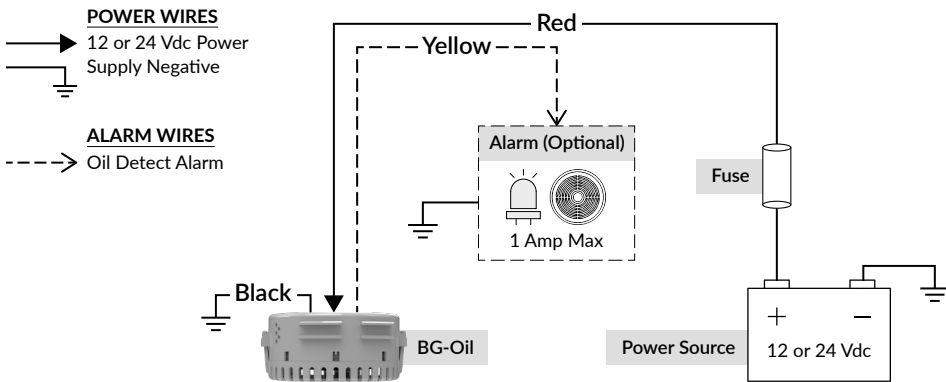 POWER WIRES
12 or 24 Vdc Power
Supply Negative
ALARM WIRES
Oil Detect Alarm
Red
Yellow
Alarm (Optional)
1 Amp Max
Fuse
Black
BG-Oil
Power Source
+ −
12 or 24 Vdc